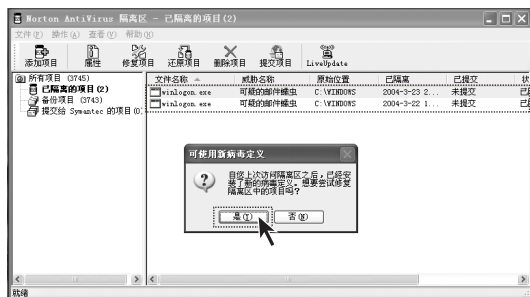 Norton AntiVirus 隔离区 - 已隔离的项目(2)
文件(F) 操作(A) 查看(V) 帮助(H)
添加项目 属性 修复项目 还原项目 删除项目 提交项目 LiveUpdate
所有项目 (3745)
已隔离的项目(2)
备份项目 (3743)
提交给 Symantec 的项目(0)
文件名称 威胁名称 原始位置 已隔离 已提交 状
winlogon.exe 可疑的邮件蠕虫 C:\WINDOWS 2004-3-23 2... 未提交 已
winlogon.exe 可疑的邮件蠕虫 C:\WINDOWS 2004-3-22 1... 未提交 已
可使用新病毒定义
自您上次访问隔离区之后，已经安
装了新的病毒定义。想要尝试修复
隔离区中的项目吗？
是(Y) 否(N)
就绪